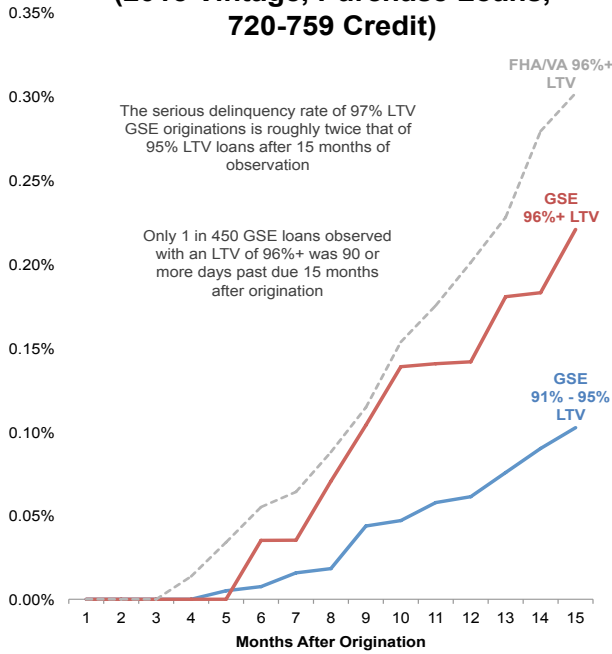 720-759 Credit)
0.35%
0.30%
0.25%
0.20%
0.15%
0.10%
0.05%
0.00%
FHA/VA 96%+
LTV
The serious delinquency rate of 97% LTV
GSE originations is roughly twice that of
95% LTV loans after 15 months of
observation
GSE
96%+ LTV
Only 1 in 450 GSE loans observed
with an LTV of 96%+ was 90 or
more days past due 15 months
after origination
GSE
91% - 95%
LTV
1 2 3 4 5 6 7 8 9 10 11 12 13 14 15
Months After Origination